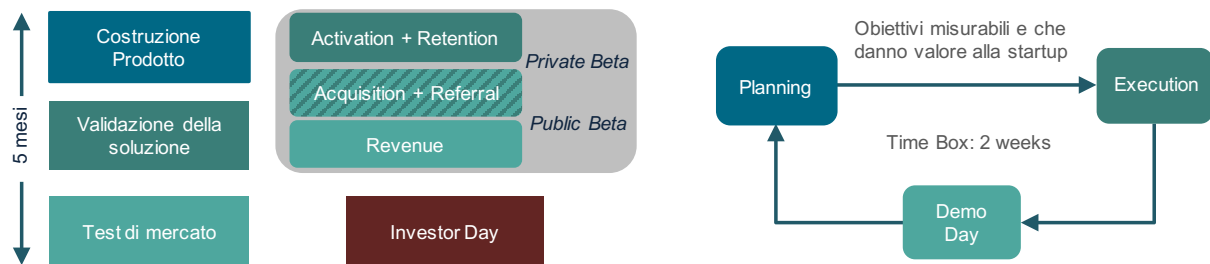 5 mesi
Costruzione
Prodotto
Validazione della
soluzione
Test di mercato
Activation + Retention
Private Beta
Acquisition + Referral
Public Beta
Revenue
Investor Day
Obiettivi misurabili e che
danno valore alla startup
Planning
Execution
Time Box: 2 weeks
Demo
Day